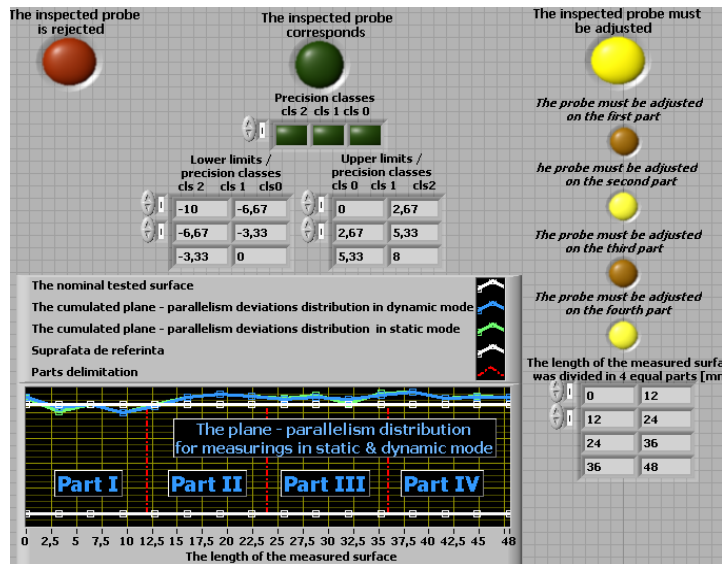 The inspected probe
is rejected
The inspected probe
corresponds
The inspected probe must
be adjusted
Precision classes
cls 2 cls 1 cls 0
Lower limits /
precision classes
cls 2 cls 1 cls0
-10 -6,67
-6,67 -3,33
-3,33 0
Upper limits /
precision classes
cls 0 cls 1 cls2
0 2,67
2,67 5,33
5,33 8
The probe must be adjusted
on the first part
he probe must be adjusted
on the second part
The probe must be adjusted
on the third part
The probe must be adjusted
on the fourth part
The length of the measured surfa
was divided in 4 equal parts [mn
0 12
12 24
24 36
36 48
The nominal tested surface
The cumulated plane - parallelism deviations distribution in dynamic mode
The cumulated plane - parallelism deviations distribution in static mode
Suprafata de referinta
Parts delimitation
The plane - parallelism distribution
for measurings in static & dynamic mode
Part I Part II Part III Part IV
0 2,5 5 7,5 10 12,5 15 17,5 20 22,5 25 27,5 30 32,5 35 37,5 40 42,5 45 48
The length of the measured surface